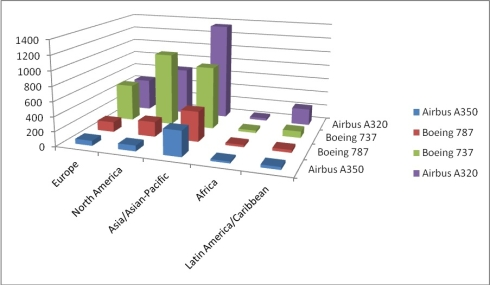 1400
1200
1000
800
600
400
200
0
Europe
North America
Asia/Asian-Pacific
Africa
Latin America/Caribbean
Airbus A320
Boeing 737
Boeing 787
Airbus A350
Airbus A350
Boeing 787
Boeing 737
Airbus A320